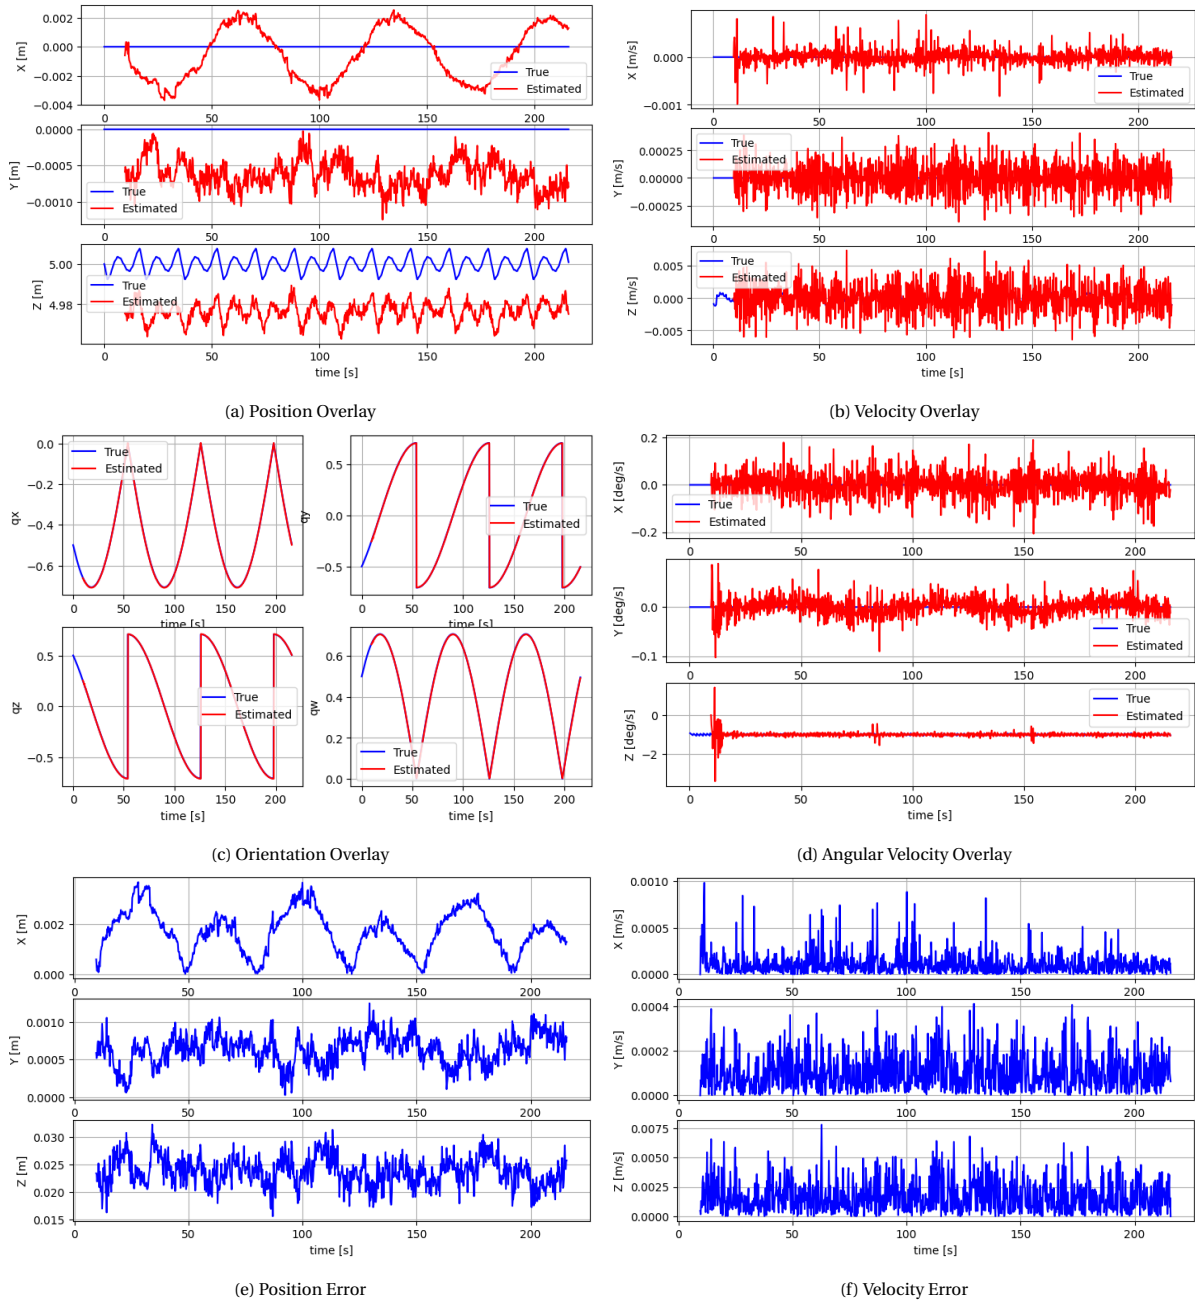 0.002
0.000
−0.002
−0.004
X [m]
True
Estimated
0
50
100
150
200
0.0000
−0.0005
−0.0010
Y [m]
True
Estimated
0
50
100
150
200
5.00
4.98
Z [m]
True
Estimated
0
50
100
150
200
time [s]
0.000
−0.001
X [m/s]
True
Estimated
0
50
100
150
200
0.00025
0.00000
−0.00025
Y [m/s]
True
Estimated
0
50
100
150
200
0.005
0.000
−0.005
Z [m/s]
True
Estimated
0
50
100
150
200
time [s]
(a) Position Overlay
(b) Velocity Overlay
0.0
−0.2
−0.4
−0.6
qx
True
Estimated
0
50
100
150
200
time [s]
0.5
0.0
−0.5
qy
True
Estimated
0
50
100
150
200
time [s]
0.5
0.0
−0.5
qz
True
Estimated
0
50
100
150
200
time [s]
0.6
0.4
0.2
0.0
qw
True
Estimated
0
50
100
150
200
time [s]
0.2
0.0
−0.2
X [deg/s]
True
Estimated
0
50
100
150
200
0.0
−0.1
Y [deg/s]
True
Estimated
0
50
100
150
200
0
−2
Z [deg/s]
True
Estimated
0
50
100
150
200
time [s]
(c) Orientation Overlay
(d) Angular Velocity Overlay
0.002
0.000
X [m]
0
50
100
150
200
0.0010
0.0005
0.0000
Y [m]
0
50
100
150
200
0.030
0.025
0.020
0.015
Z [m]
0
50
100
150
200
time [s]
0.0010
0.0005
0.0000
X [m/s]
0
50
100
150
200
0.0004
0.0002
0.0000
Y [m/s]
0
50
100
150
200
0.0075
0.0050
0.0025
0.0000
Z [m/s]
0
50
100
150
200
time [s]
(e) Position Error
(f) Velocity Error